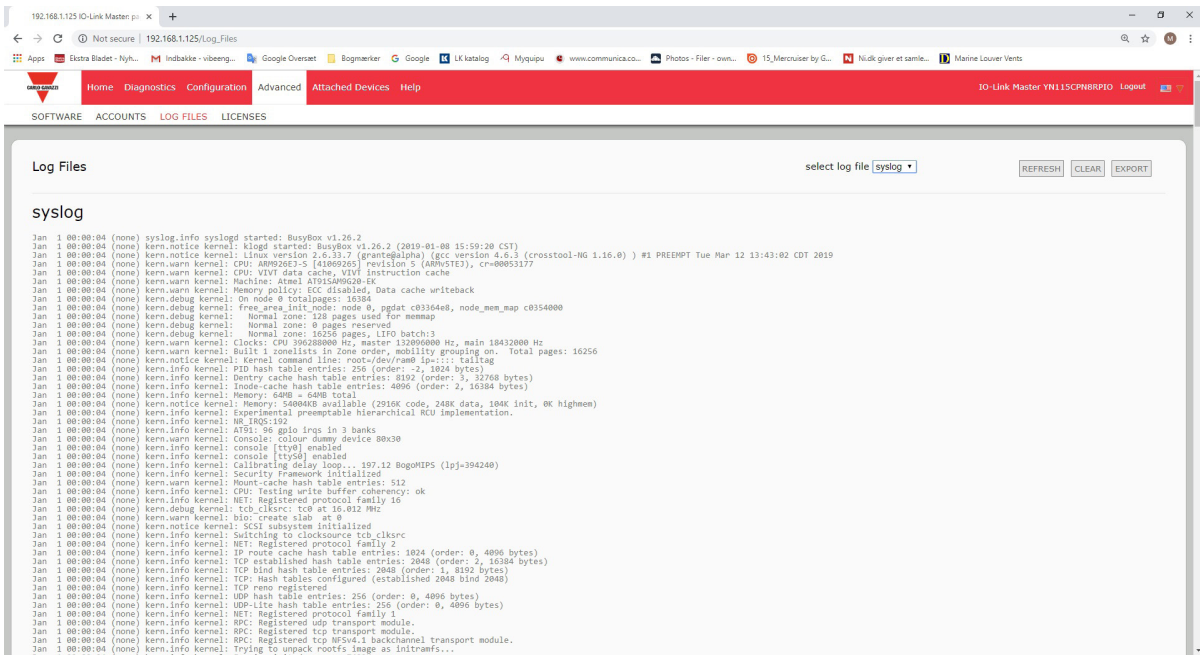 192.168.1.125 IO-Link Master: pa
Not secure | 192.168.1.125/Log_Files
M
Apps Ekstra Bladet - Nyh... Indbakke - vibeeng... Google Oversæt Bogmærker Google LK katalog Myquipu www.communica.co... Photos - Filer - own... 15_Mercruiser by G... Ni.dk giver et samle... Marine Louver Vents
CARLO GAVAZZI Home Diagnostics Configuration Advanced Attached Devices Help IO-Link Master YN115CPN8RPIO Logout
SOFTWARE ACCOUNTS LOG FILES LICENSES
Log Files select log file syslog REFRESH CLEAR EXPORT
syslog
Jan 1 00:00:04 (none) syslog.info syslogd started: BusyBox v1.26.2
Jan 1 00:00:04 (none) kern.notice kernel: klogd started: BusyBox v1.26.2 (2019-01-08 15:59:20 CST)
Jan 1 00:00:04 (none) kern.notice kernel: Linux version 2.6.33.7 (grante@alpha) (gcc version 4.6.3 (crosstool-NG 1.16.0) ) #1 PREEMPT Tue Mar 12 13:43:02 CDT 2019
Jan 1 00:00:04 (none) kern.warn kernel: CPU: ARM926EJ-S [41069265] revision 5 (ARMv5TEJ), cr=00053177
Jan 1 00:00:04 (none) kern.warn kernel: CPU: VIVT data cache, VIVT instruction cache
Jan 1 00:00:04 (none) kern.warn kernel: Machine: Atmel AT91SAM9G20-EK
Jan 1 00:00:04 (none) kern.warn kernel: Memory policy: ECC disabled, Data cache writeback
Jan 1 00:00:04 (none) kern.debug kernel: On node 0 totalpages: 16384
Jan 1 00:00:04 (none) kern.debug kernel: free_area_init_node: node 0, pgdat c03364e8, node_mem_map c0354000
Jan 1 00:00:04 (none) kern.debug kernel: Normal zone: 128 pages used for memmap
Jan 1 00:00:04 (none) kern.debug kernel: Normal zone: 0 pages reserved
Jan 1 00:00:04 (none) kern.debug kernel: Normal zone: 16256 pages, LIFO batch:3
Jan 1 00:00:04 (none) kern.warn kernel: Clocks: CPU 396288000 Hz, master 132096000 Hz, main 18432000 Hz
Jan 1 00:00:04 (none) kern.warn kernel: Built 1 zonelists in Zone order, mobility grouping on. Total pages: 16256
Jan 1 00:00:04 (none) kern.notice kernel: Kernel command line: root=/dev/ram0 ip=:::: tailtag
Jan 1 00:00:04 (none) kern.info kernel: PID hash table entries: 256 (order: -2, 1024 bytes)
Jan 1 00:00:04 (none) kern.info kernel: Dentry cache hash table entries: 8192 (order: 3, 32768 bytes)
Jan 1 00:00:04 (none) kern.info kernel: Inode-cache hash table entries: 4096 (order: 2, 16384 bytes)
Jan 1 00:00:04 (none) kern.info kernel: Memory: 64MB = 64MB total
Jan 1 00:00:04 (none) kern.notice kernel: Memory: 54004KB available (2916K code, 248K data, 104K init, 0K highmem)
Jan 1 00:00:04 (none) kern.info kernel: Experimental preemptable hierarchical RCU implementation.
Jan 1 00:00:04 (none) kern.info kernel: NR_IRQS:192
Jan 1 00:00:04 (none) kern.info kernel: AT91: 96 gpio irqs in 3 banks
Jan 1 00:00:04 (none) kern.warn kernel: Console: colour dummy device 80x30
Jan 1 00:00:04 (none) kern.info kernel: console [tty0] enabled
Jan 1 00:00:04 (none) kern.info kernel: console [ttyS0] enabled
Jan 1 00:00:04 (none) kern.info kernel: Calibrating delay loop... 197.12 BogoMIPS (lpj=394240)
Jan 1 00:00:04 (none) kern.info kernel: Security Framework initialized
Jan 1 00:00:04 (none) kern.warn kernel: Mount-cache hash table entries: 512
Jan 1 00:00:04 (none) kern.info kernel: CPU: Testing write buffer coherency: ok
Jan 1 00:00:04 (none) kern.info kernel: NET: Registered protocol family 16
Jan 1 00:00:04 (none) kern.debug kernel: tcb_clksrc: tc0 at 16.012 MHz
Jan 1 00:00:04 (none) kern.warn kernel: bio: create slab at 0
Jan 1 00:00:04 (none) kern.notice kernel: SCSI subsystem initialized
Jan 1 00:00:04 (none) kern.info kernel: Switching to clocksource tcb_clksrc
Jan 1 00:00:04 (none) kern.info kernel: NET: Registered protocol family 2
Jan 1 00:00:04 (none) kern.info kernel: IP route cache hash table entries: 1024 (order: 0, 4096 bytes)
Jan 1 00:00:04 (none) kern.info kernel: TCP established hash table entries: 2048 (order: 2, 16384 bytes)
Jan 1 00:00:04 (none) kern.info kernel: TCP bind hash table entries: 2048 (order: 1, 8192 bytes)
Jan 1 00:00:04 (none) kern.info kernel: TCP: Hash tables configured (established 2048 bind 2048)
Jan 1 00:00:04 (none) kern.info kernel: TCP reno registered
Jan 1 00:00:04 (none) kern.info kernel: UDP hash table entries: 256 (order: 0, 4096 bytes)
Jan 1 00:00:04 (none) kern.info kernel: UDP-Lite hash table entries: 256 (order: 0, 4096 bytes)
Jan 1 00:00:04 (none) kern.info kernel: NET: Registered protocol family 1
Jan 1 00:00:04 (none) kern.info kernel: RPC: Registered udp transport module.
Jan 1 00:00:04 (none) kern.info kernel: RPC: Registered tcp transport module.
Jan 1 00:00:04 (none) kern.info kernel: RPC: Registered tcp NFSv4.1 backchannel transport module.
Jan 1 00:00:04 (none) kern.info kernel: Trying to unpack rootfs image as initramfs...